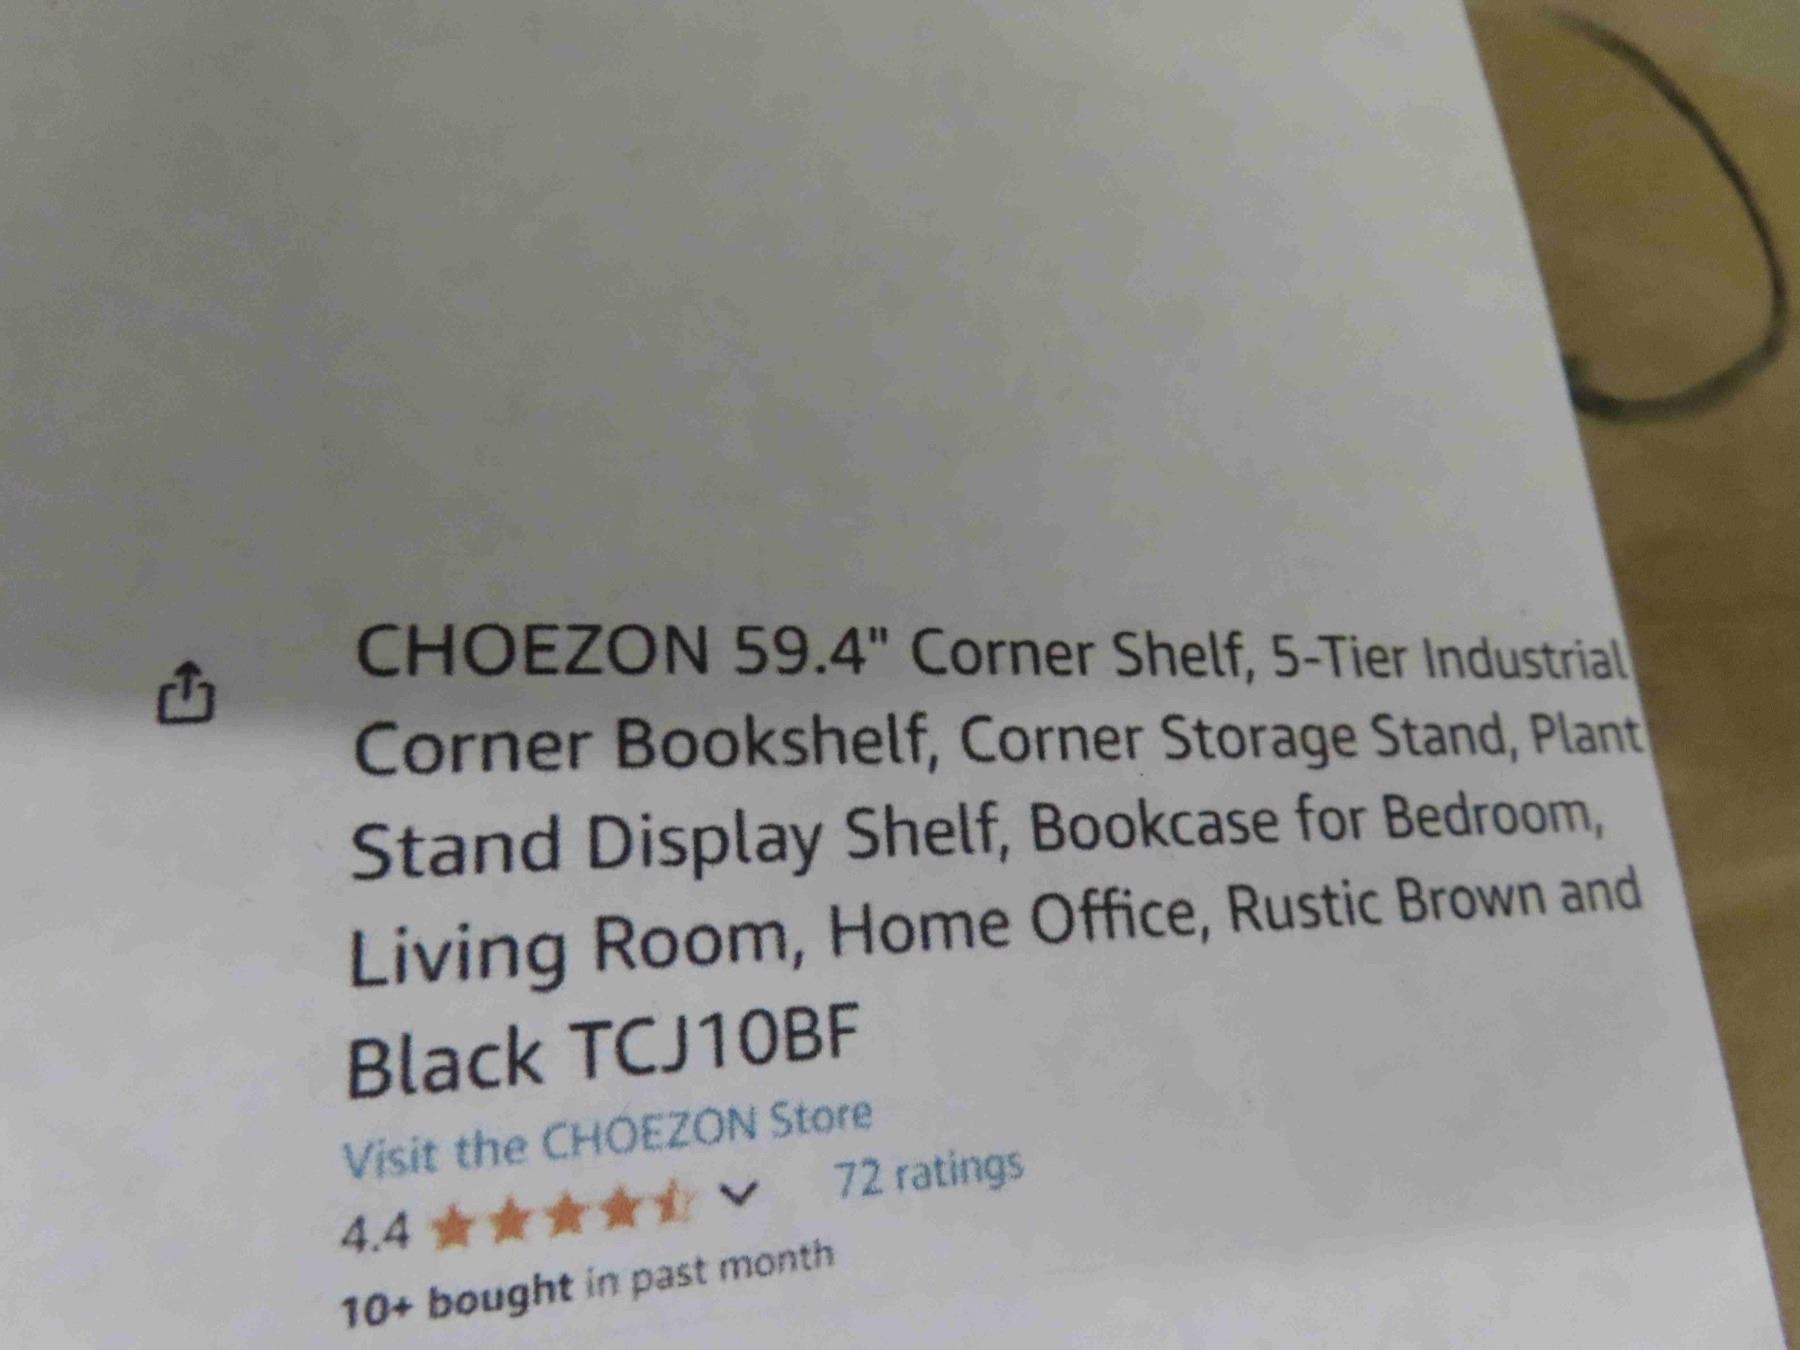 CHOEZON 59.4" Corner Shelf, 5-Tier Industrial
Corner Bookshelf, Corner Storage Stand, Plant
Stand Display Shelf, Bookcase for Bedroom,
Living Room, Home Office, Rustic Brown and
Black TCJ10BF
Visit the CHOEZON Store
4.4 72 ratings
10+ bought in past month